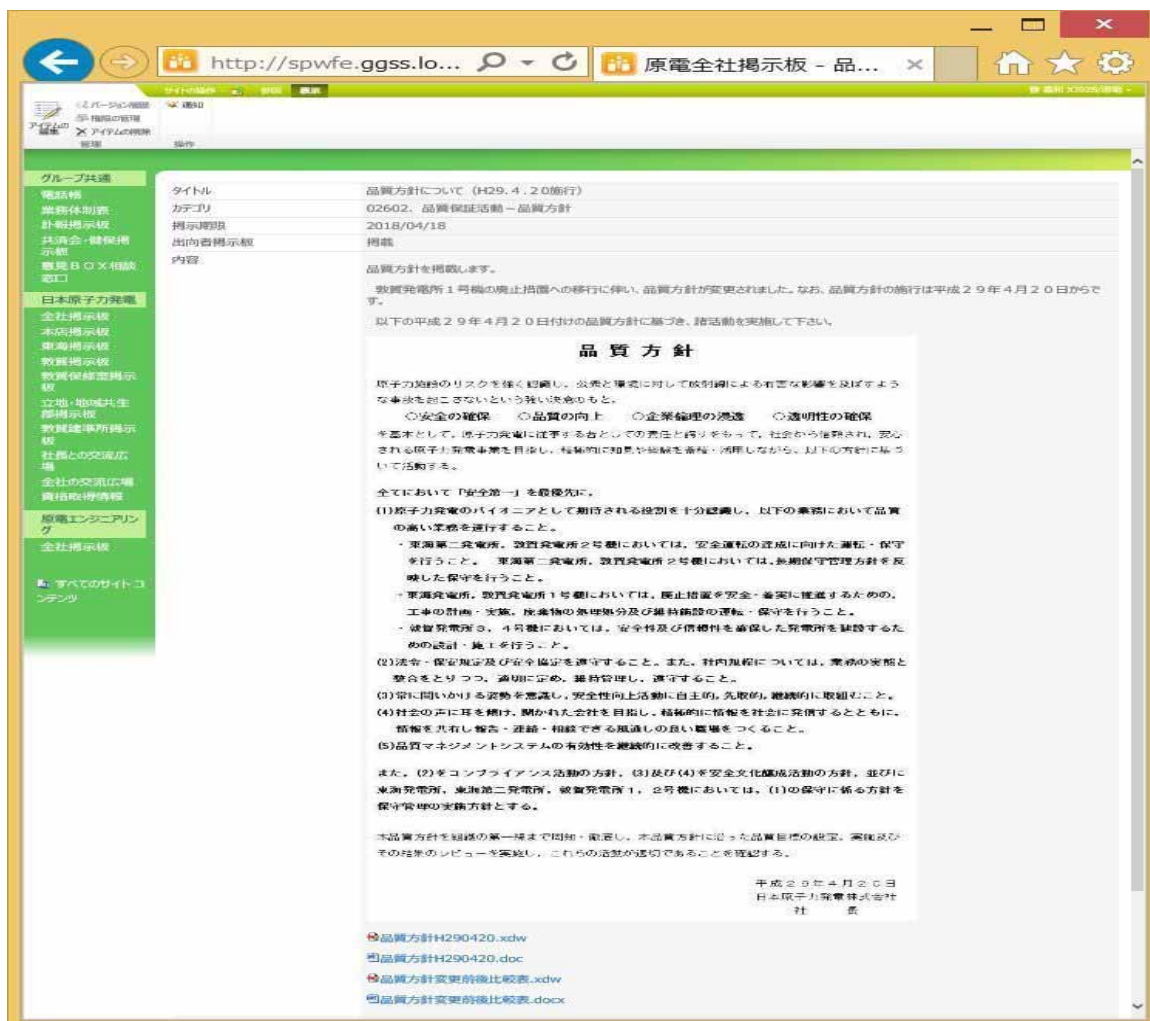 http://spwfe.ggss.lo...
原電全社掲示板 - 品...
サイトの操作
表示
アイテムの
編集
バージョン履歴
権限の管理
アイテムの削除
通知
管理
操作
グループ共通
電話帳
業務体制表
訃報掲示板
共済会・健保掲
示板
意見ＢＯＸ相談
窓口
日本原子力発電
全社掲示板
本店掲示板
東海掲示板
敦賀掲示板
敦賀保修室掲示
板
立地・地域共生
部掲示板
敦賀建準所掲示
板
社長との交流広
場
全社の交流広場
資格取得情報
原電エンジニアリン
グ
全社掲示板
すべてのサイト コ
ンテンツ
タイトル
品質方針について（H29．4．20施行）
カテゴリ
02602．品質保証活動－品質方針
掲示期限
2018/04/18
出向者掲示板
掲載
内容
品質方針を掲載します。
敦賀発電所１号機の廃止措置への移行に伴い、品質方針が変更されました。なお、品質方針の施行は平成２９年４月２０日からで
す。
以下の平成２９年４月２０日付けの品質方針に基づき、諸活動を実施して下さい。
品 質 方 針
原子力施設のリスクを強く認識し，公衆と環境に対して放射線による有害な影響を及ぼすよう
な事故を起こさないという強い決意のもと，
○安全の確保　○品質の向上　○企業倫理の浸透　○透明性の確保
を基本として，原子力発電に従事する者としての責任と誇りをもって，社会から信頼され，安心
される原子力発電事業を目指し，積極的に知見や経験を蓄積・活用しながら，以下の方針に基づ
いて活動する。
全てにおいて「安全第一」を最優先に，
(1)原子力発電のパイオニアとして期待される役割を十分認識し，以下の業務において品質
の高い業務を遂行すること。
・東海第二発電所，敦賀発電所２号機においては，安全運転の達成に向けた運転・保守
を行うこと。 東海第二発電所，敦賀発電所２号機においては，長期保守管理方針を反
映した保守を行うこと。
・東海発電所，敦賀発電所１号機においては，廃止措置を安全・着実に推進するための，
工事の計画・実施，廃棄物の処理処分及び維持施設の運転・保守を行うこと。
・敦賀発電所３，４号機においては，安全性及び信頼性を確保した発電所を建設するた
めの設計・施工を行うこと。
(2)法令・保安規定及び安全協定を遵守すること。また，社内規程については，業務の実態と
整合をとりつつ，適切に定め，維持管理し，遵守すること。
(3)常に問いかける姿勢を意識し，安全性向上活動に自主的，先取的，継続的に取組むこと。
(4)社会の声に耳を傾け，開かれた会社を目指し，積極的に情報を社会に発信するとともに，
情報を共有し報告・連絡・相談できる風通しの良い職場をつくること。
(5)品質マネジメントシステムの有効性を継続的に改善すること。
また，(2)をコンプライアンス活動の方針，(3)及び(4)を安全文化醸成活動の方針，並びに
東海発電所，東海第二発電所，敦賀発電所１，２号機においては，(1)の保守に係る方針を
保守管理の実施方針とする。
本品質方針を組織の第一線まで周知・徹底し，本品質方針に沿った品質目標の設定，実施及び
その結果のレビューを実施し，これらの活動が適切であることを確認する。
平成２９年４月２０日
日本原子力発電株式会社
社　　長
品質方針H290420.xdw
品質方針H290420.doc
品質方針変更前後比較表.xdw
品質方針変更前後比較表.docx